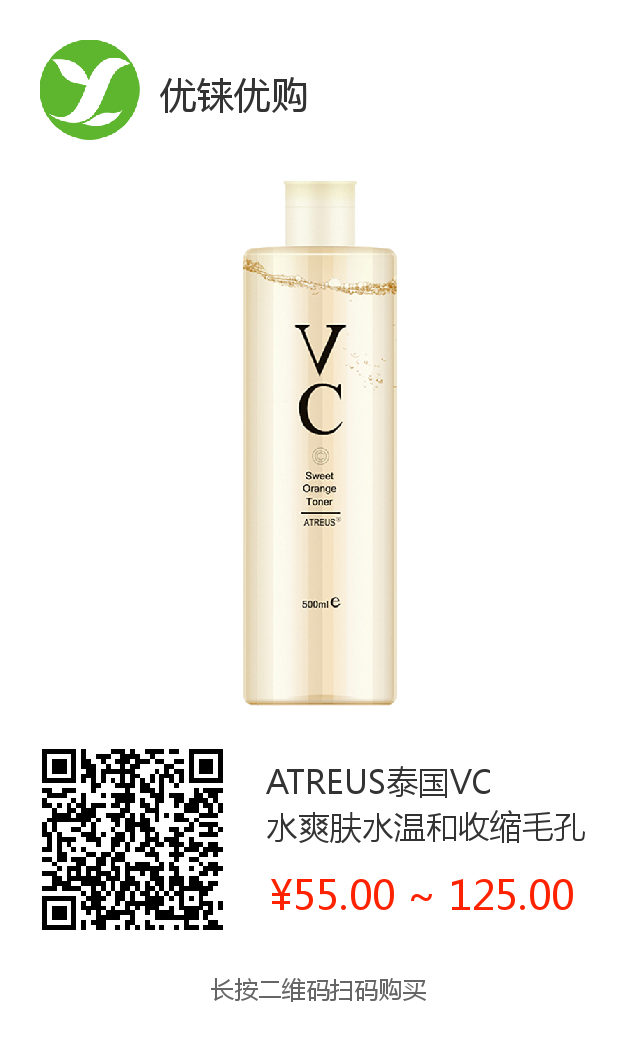 优铼优购
V
C
Sweet
Orange
Toner
ATREUS®
500ml ℮
ATREUS泰国VC
水爽肤水温和收缩毛孔
¥55.00 ~ 125.00
长按二维码扫码购买